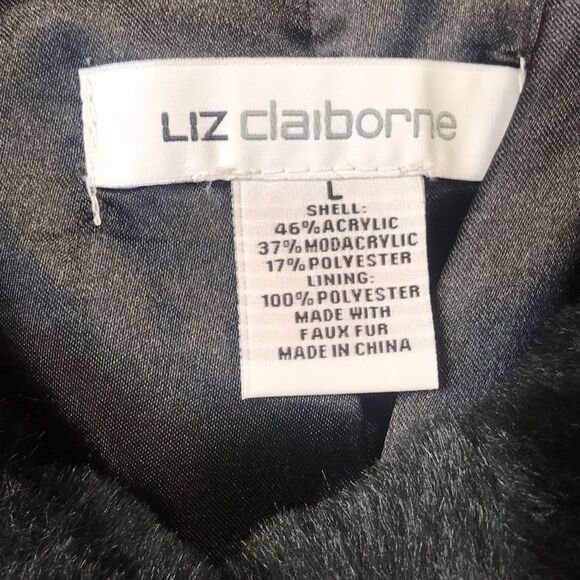 LIZ claiborne
L
SHELL:
46% ACRYLIC
37% MODACRYLIC
17% POLYESTER
LINING:
100% POLYESTER
MADE WITH
FAUX FUR
MADE IN CHINA